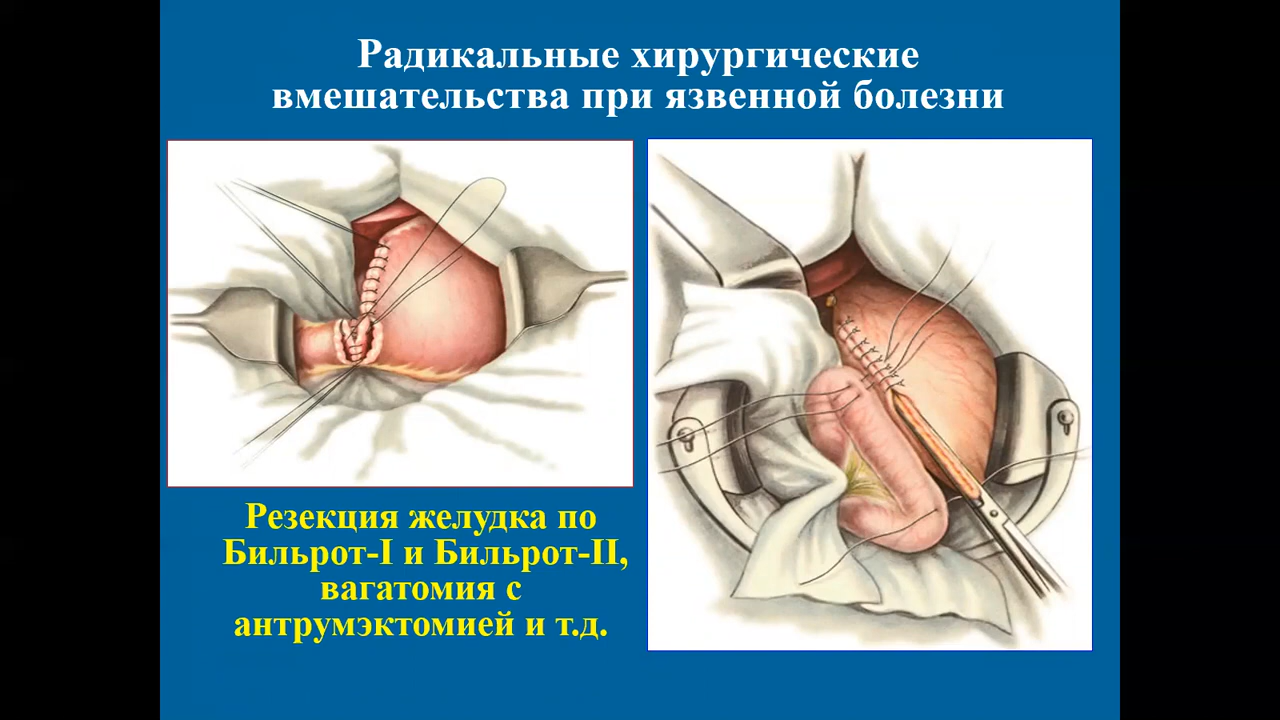 Радикальные хирургические
вмешательства при язвенной болезни
Резекция желудка по
Бильрот-I и Бильрот-II,
вагатомия с
антрумэктомией и т.д.